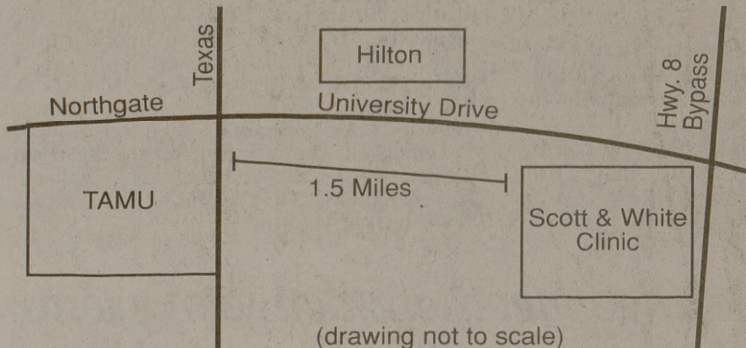 Texas
Hilton
Hwy. 8
Bypass
Northgate
University Drive
TAMU
1.5 Miles
Scott & White
Clinic
(drawing not to scale)